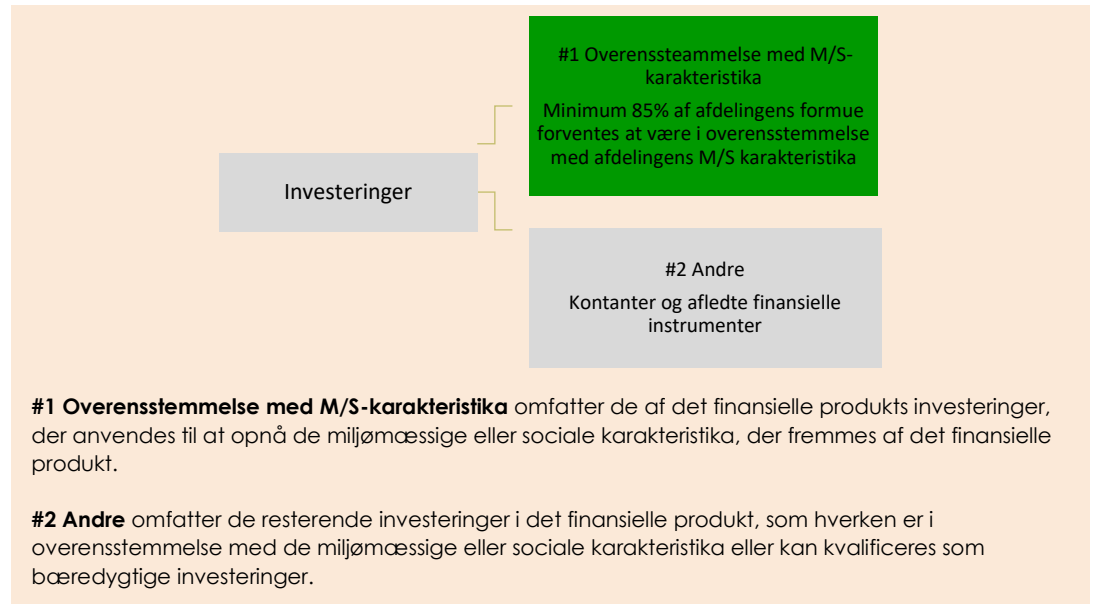 #1 Overenssteammelse med M/S-
karakteristika
Minimum 85% af afdelingens formue
forventes at være i overensstemmelse
med afdelingens M/S karakteristika
Investeringer
#2 Andre
Kontanter og afledte finansielle
instrumenter
#1 Overensstemmelse med M/S-karakteristika omfatter de af det finansielle produkts investeringer,
der anvendes til at opnå de miljømæssige eller sociale karakteristika, der fremmes af det finansielle
produkt.
#2 Andre omfatter de resterende investeringer i det finansielle produkt, som hverken er i
overensstemmelse med de miljømæssige eller sociale karakteristika eller kan kvalificeres som
bæredygtige investeringer.